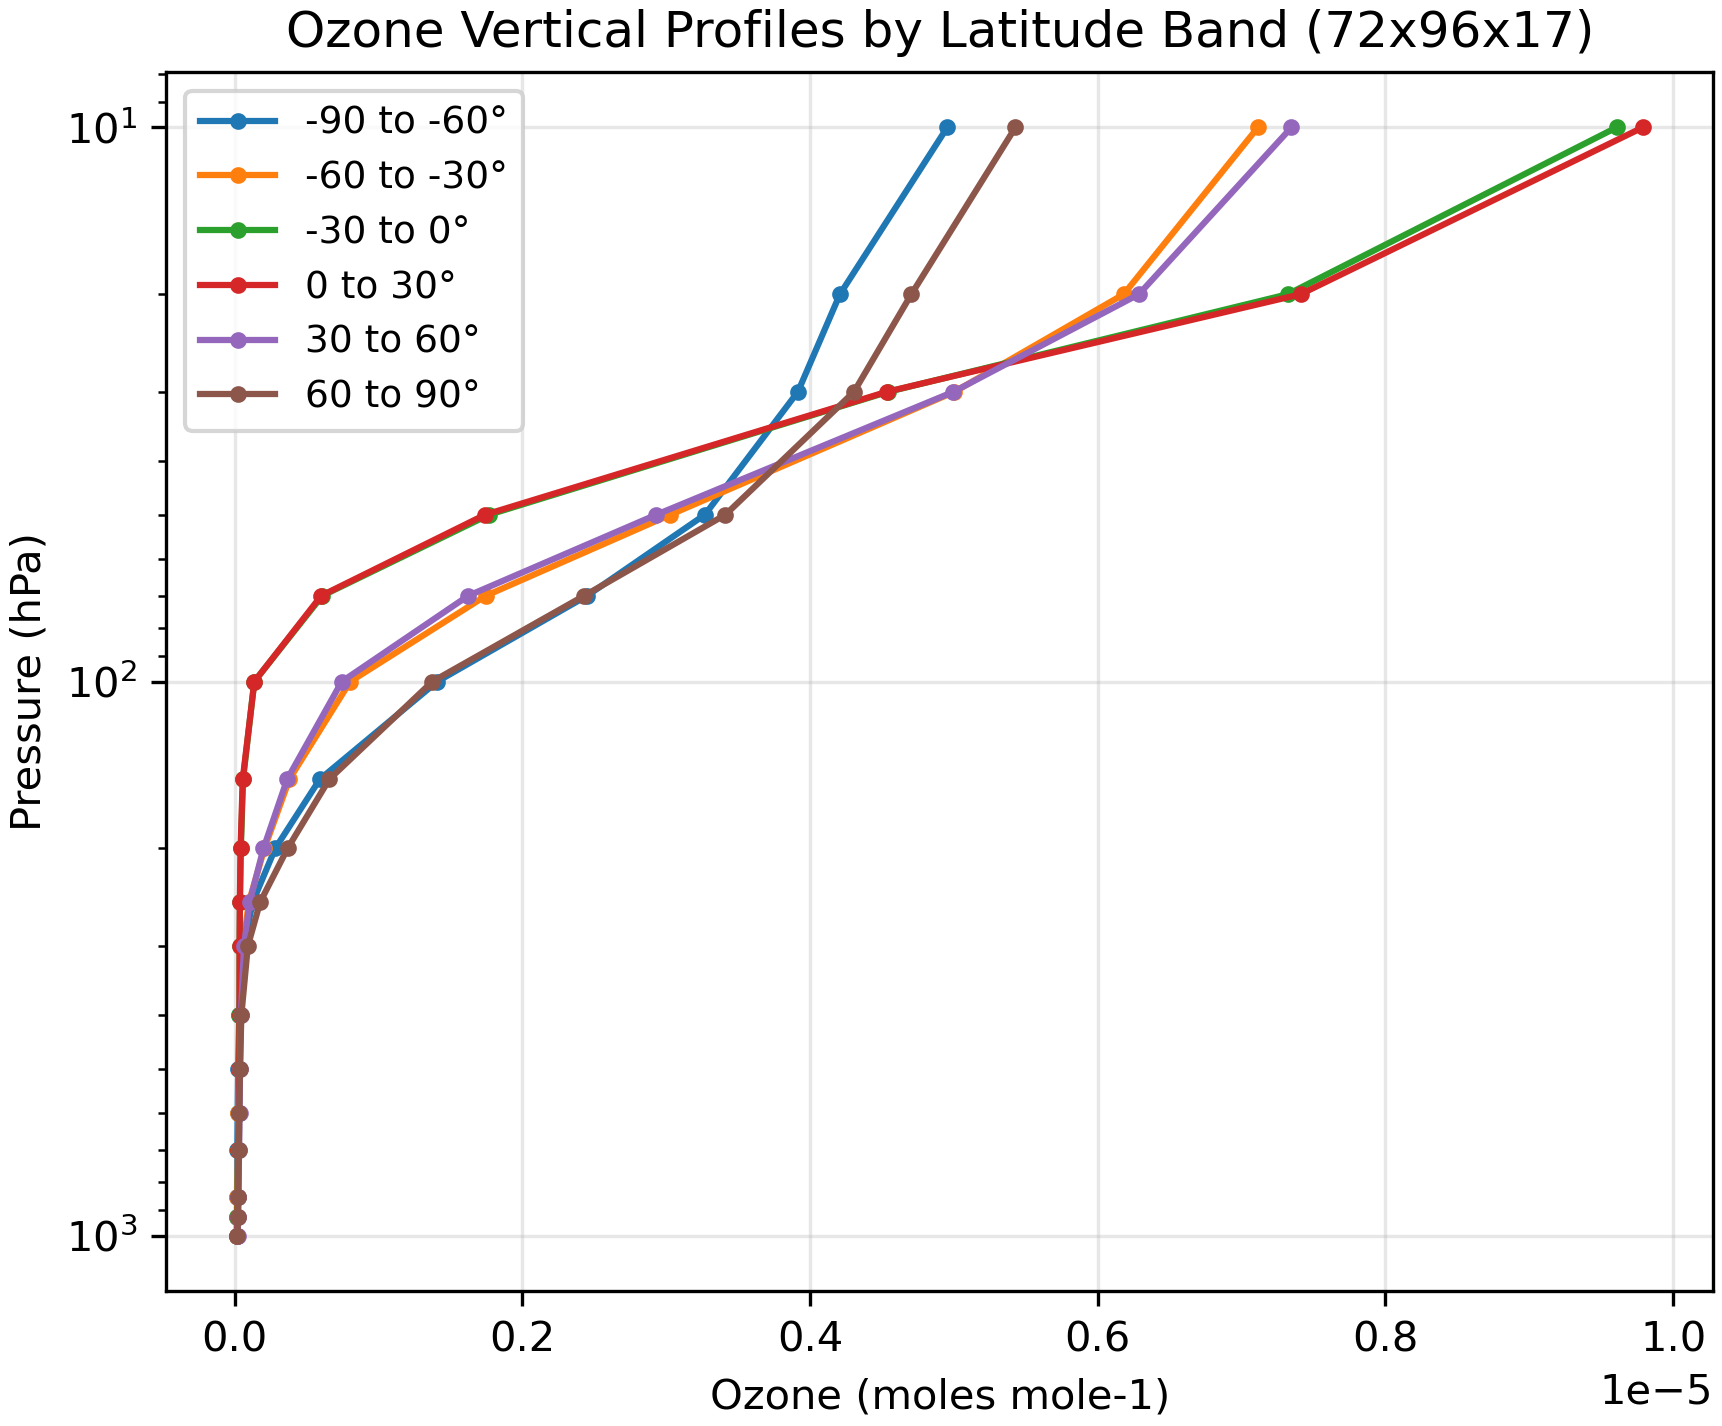 Ozone Vertical Profiles by Latitude Band (72x96x17)
-90 to -60°
-60 to -30°
-30 to 0°
0 to 30°
30 to 60°
60 to 90°
Pressure (hPa)
10¹
10²
10³
0.0 0.2 0.4 0.6 0.8 1.0
1e−5
Ozone (moles mole-1)